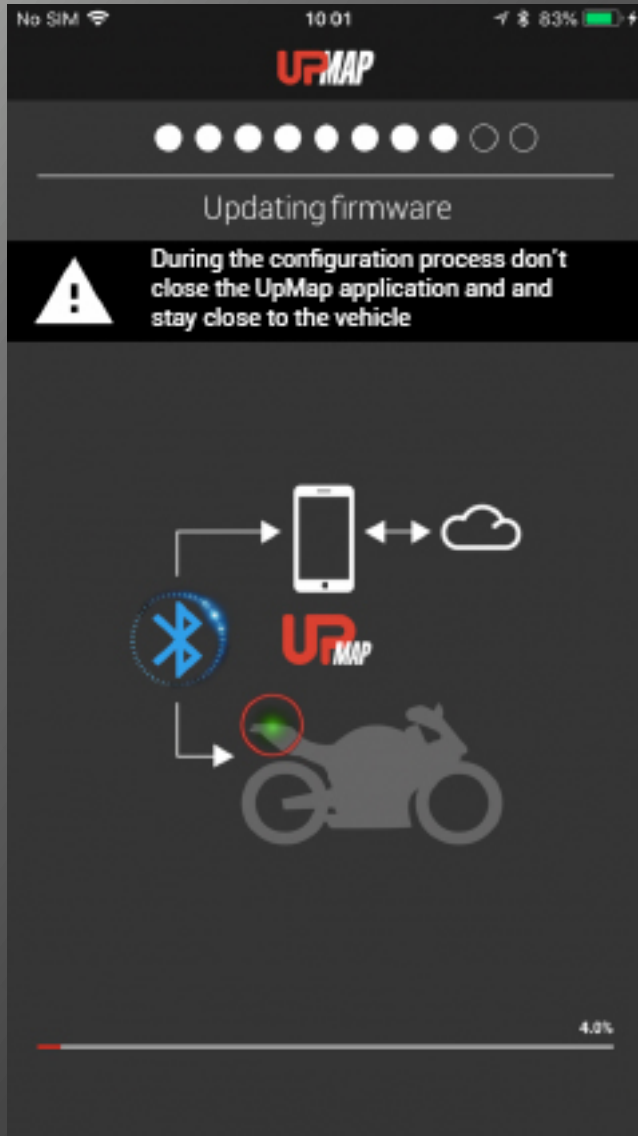 No SIM 10:01 83%
UPMAP
Updating firmware
During the configuration process don't
close the UpMap application and and
stay close to the vehicle
UPMAP
4.0%